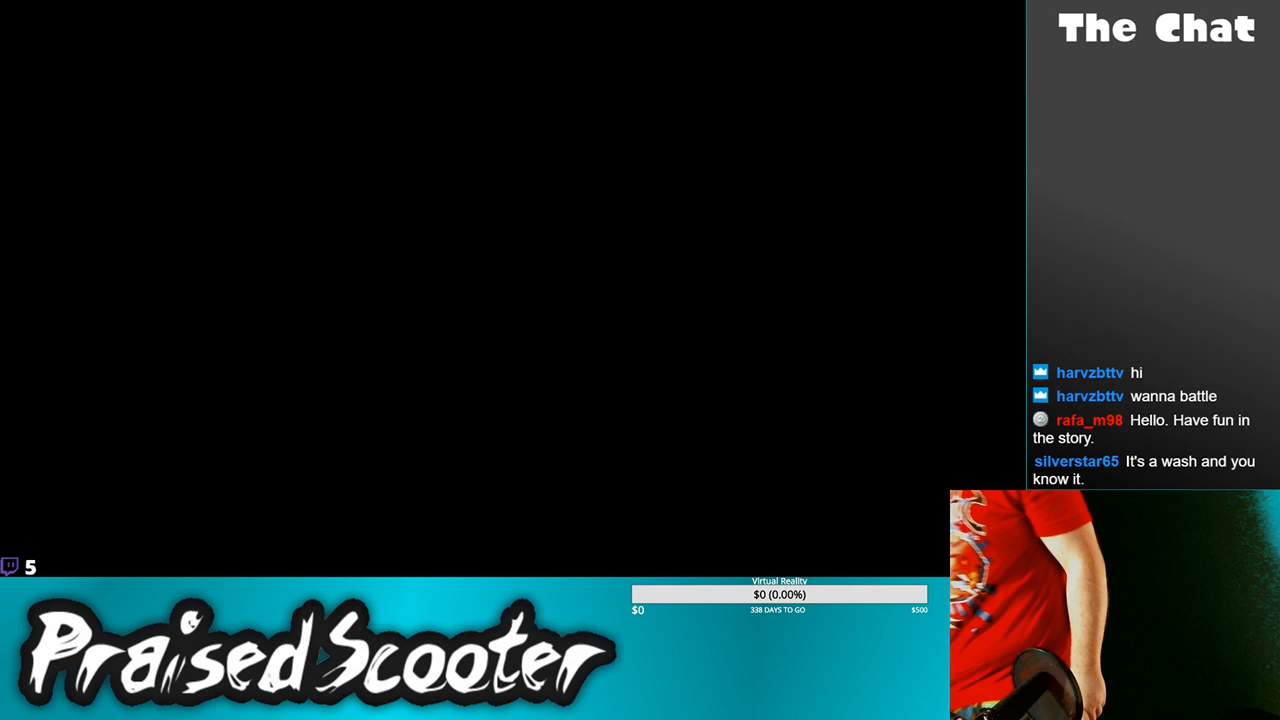 The Chat
harvzbttv hi
harvzbttv wanna battle
rafa_m98 Hello. Have fun in
the story.
silverstar65 It's a wash and you
know it.
5
Virtual Reality
$0 (0.00%)
$0 338 DAYS TO GO $500
PraisedScooter